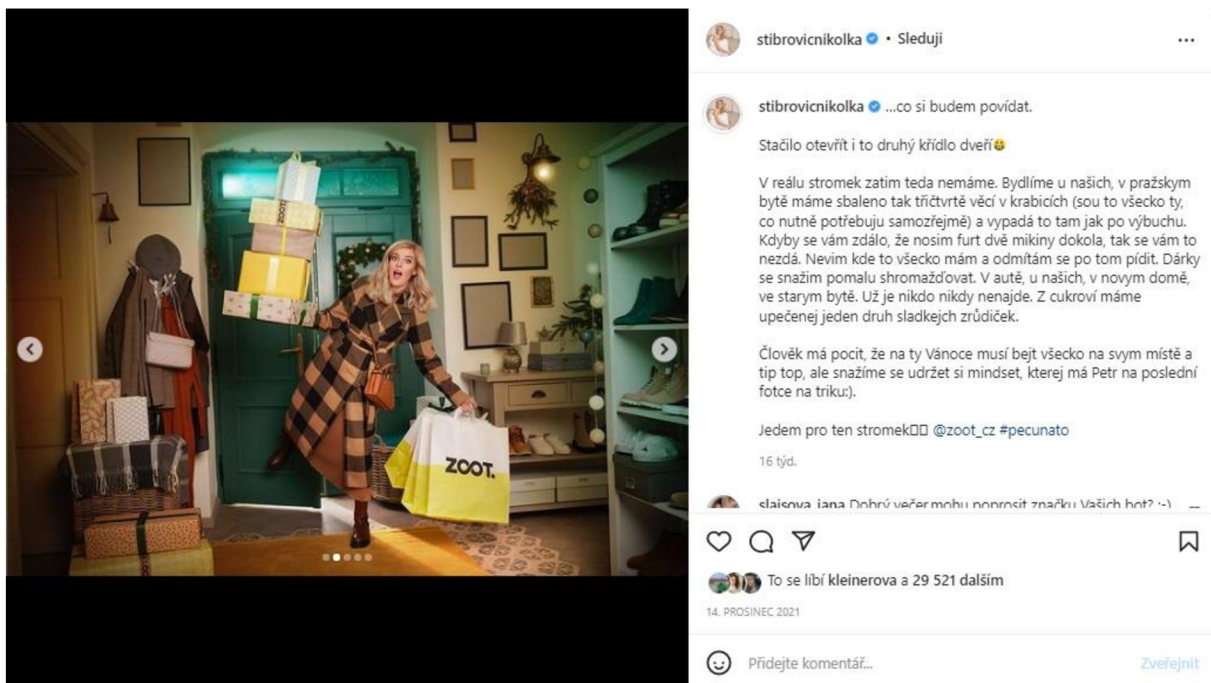 ZOOT.
ZOOT.
stibrovicnikolka • Sleduji
stibrovicnikolka ...co si budem povídat.
Stačilo otevřít i to druhý křídlo dveří😀
V reálu stromek zatim teda nemáme. Bydlíme u našich, v pražskym
bytě máme sbaleno tak třičtvrtě věcí v krabicích (sou to všecko ty,
co nutně potřebuju samozřejmě) a vypadá to tam jak po výbuchu.
Kdyby se vám zdálo, že nosim furt dvě mikiny dokola, tak se vám to
nezdá. Nevim kde to všecko mám a odmítám se po tom pídit. Dárky
se snažim pomalu shromažďovat. V autě, u našich, v novym domě,
ve starym bytě. Už je nikdo nikdy nenajde. Z cukroví máme
upečenej jeden druh sladkejch zrůdiček.
Člověk má pocit, že na ty Vánoce musí bejt všecko na svym místě a
tip top, ale snažíme se udržet si mindset, kterej má Petr na poslední
fotce na triku:).
Jedem pro ten stromek▯▯ @zoot_cz #pecunato
16 týd.
slaisova_jana Dobrý večer mohu poprosit značku Vašich bot? :-)
To se líbí kleinerova a 29 521 dalším
14. PROSINEC 2021
Přidejte komentář...
Zveřejnit